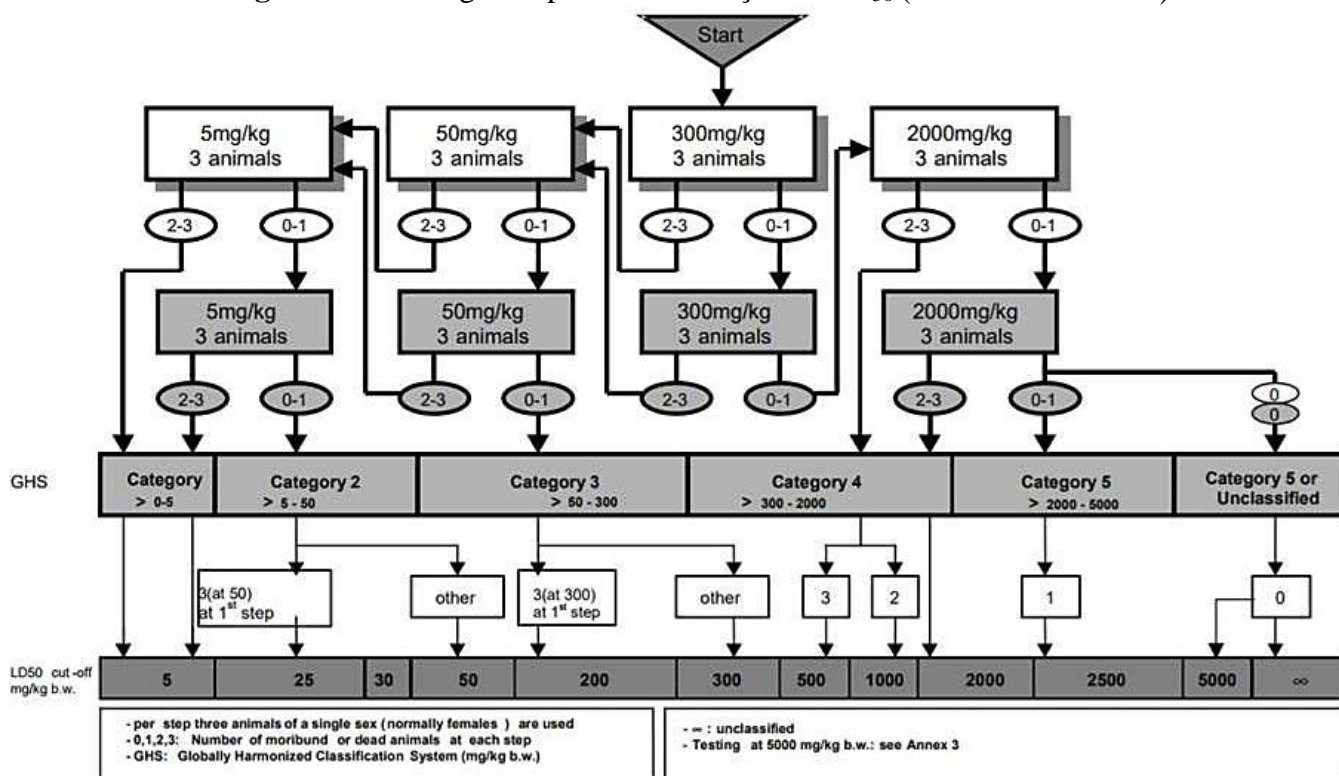 Start
5mg/kg
3 animals
50mg/kg
3 animals
300mg/kg
3 animals
2000mg/kg
3 animals
2-3
0-1
2-3
0-1
2-3
0-1
2-3
0-1
5mg/kg
3 animals
50mg/kg
3 animals
300mg/kg
3 animals
2000mg/kg
3 animals
2-3
0-1
2-3
0-1
2-3
0-1
2-3
0-1
0
0
GHS
Category
> 0-5
Category 2
> 5 - 50
Category 3
> 50 - 300
Category 4
> 300 - 2000
Category 5
> 2000 - 5000
Category 5 or
Unclassified
3(at 50)
at 1st step
other
3(at 300)
at 1st step
other
3
2
1
0
LD50 cut-off
mg/kg b.w.
5
25
30
50
200
300
500
1000
2000
2500
5000
∞
- per step three animals of a single sex (normally females ) are used
- 0,1,2,3: Number of moribund or dead animals at each step
- GHS: Globally Harmonized Classification System (mg/kg b.w.)
- ∞ : unclassified
- Testing at 5000 mg/kg b.w.: see Annex 3